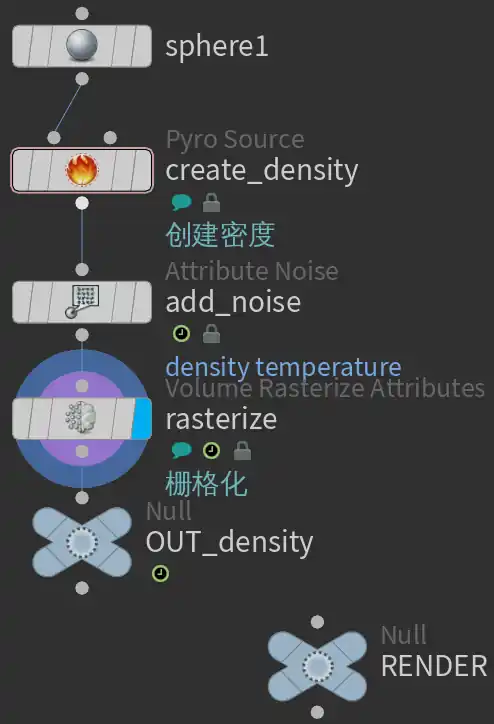 sphere1
Pyro Source
create_density
创建密度
Attribute Noise
add_noise
density temperature
Volume Rasterize Attributes
rasterize
栅格化
Null
OUT_density
Null
RENDER